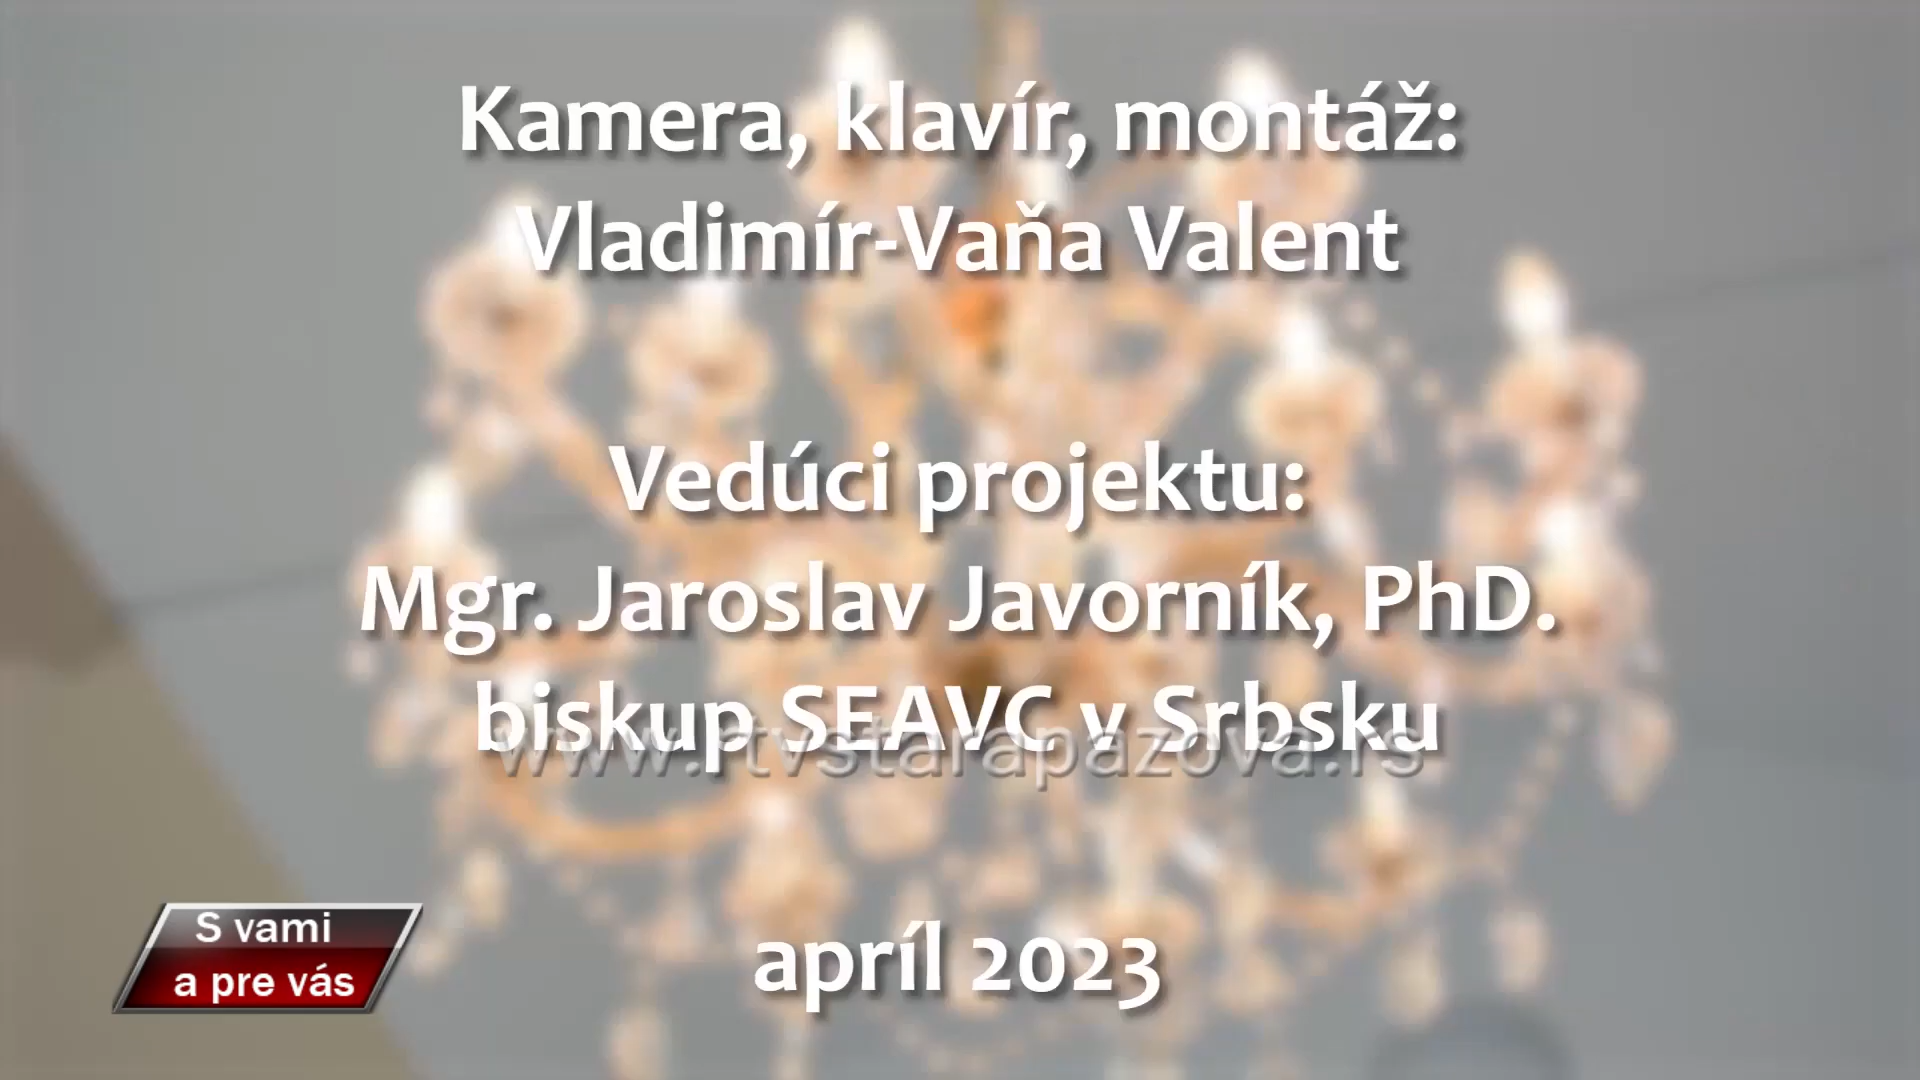 Kamera, klavír, montáž:
Vladimír-Vaňa Valent
Vedúci projektu:
Mgr. Jaroslav Javorník, PhD.
biskup SEAVC v Srbsku
www.rtvstarapazova.rs
apríl 2023
S vami
a pre vás